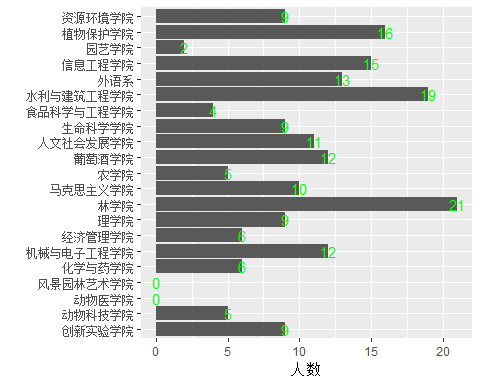 资源环境学院 9
植物保护学院 16
园艺学院 2
信息工程学院 15
外语系 13
水利与建筑工程学院 19
食品科学与工程学院 4
生命科学学院 9
人文社会发展学院 11
葡萄酒学院 12
农学院 5
马克思主义学院 10
林学院 21
理学院 9
经济管理学院 6
机械与电子工程学院 12
化学与药学院 6
风景园林艺术学院 0
动物医学院 0
动物科技学院 5
创新实验学院 9
0 5 10 15 20
人数